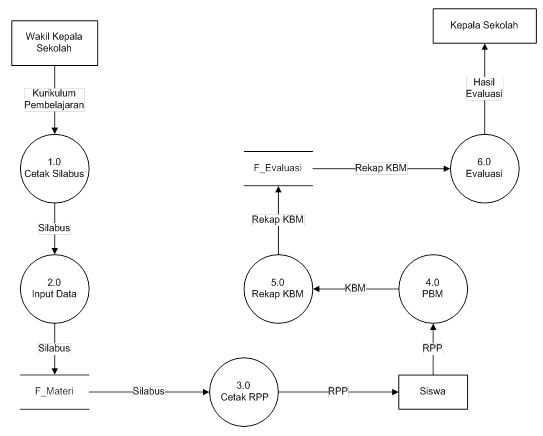 Wakil Kepala
Sekolah
Kepala Sekolah
Kurikulum
Pembelajaran
Hasil
Evaluasi
1.0
Cetak Silabus
F_Evaluasi
Rekap KBM
6.0
Evaluasi
Silabus
Rekap KBM
2.0
Input Data
5.0
Rekap KBM
KBM
4.0
PBM
Silabus
RPP
F_Materi
Silabus
3.0
Cetak RPP
RPP
Siswa